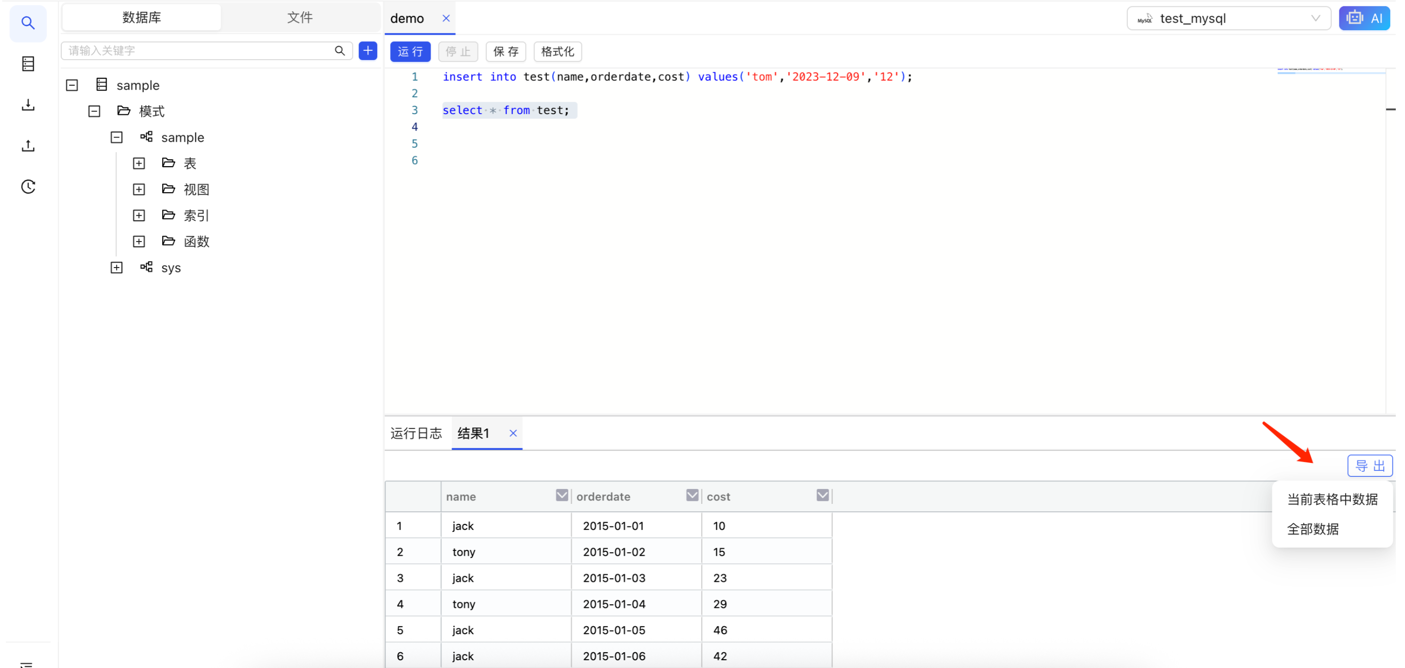 数据库 文件
请输入关键字
sample
模式
sample
表
视图
索引
函数
sys
demo
MySQL test_mysql
AI
运 行 停 止 保 存 格式化
1 insert into test(name,orderdate,cost) values('tom','2023-12-09','12');
2
3 select * from test;
4
5
6
运行日志 结果1
导 出
当前表格中数据
全部数据
name orderdate cost
1 jack 2015-01-01 10
2 tony 2015-01-02 15
3 jack 2015-01-03 23
4 tony 2015-01-04 29
5 jack 2015-01-05 46
6 jack 2015-01-06 42